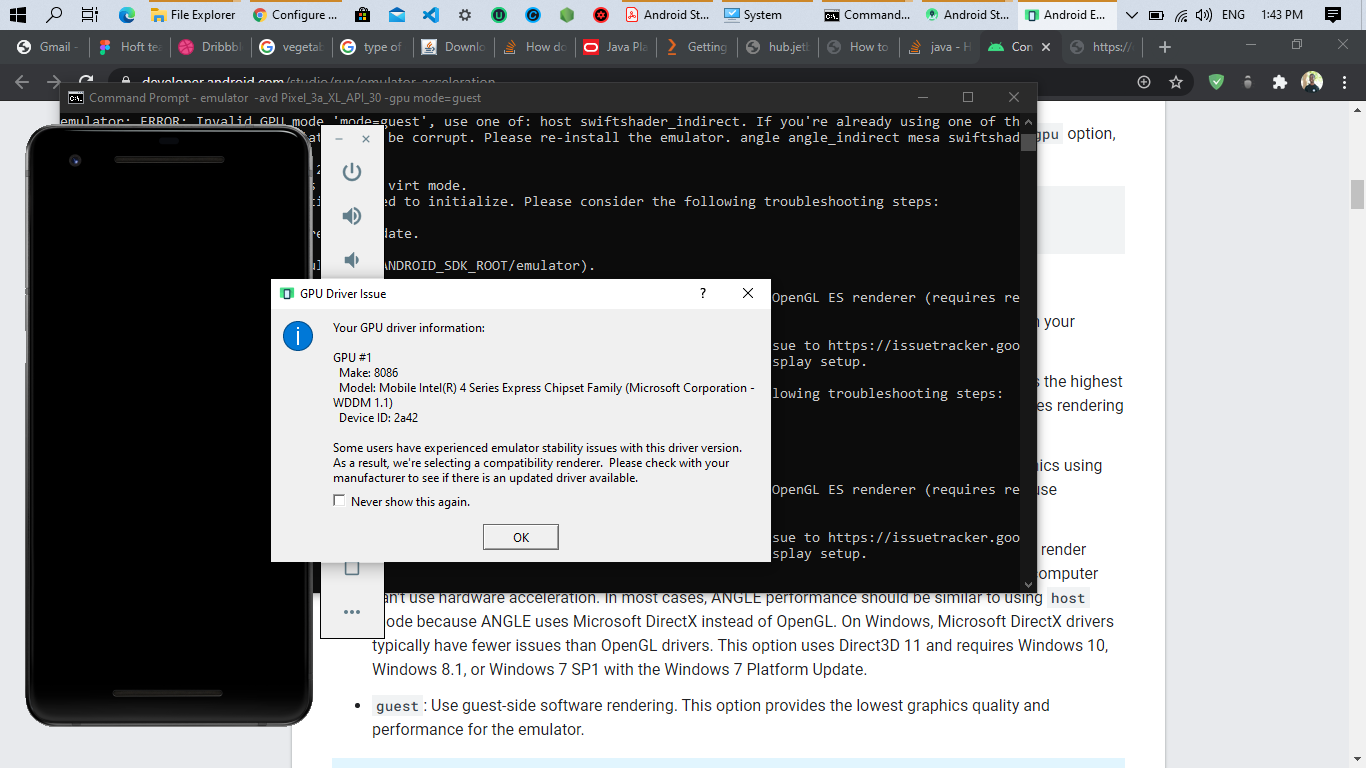 File Explorer
Configure ...
Android St...
System
Command...
Android St...
Android E...
ENG
1:43 PM
Gmail -
Hoft tea
Dribbbl
vegetab
type of
Downlo
How do
Java Pla
Getting
hub.jetb
How to
java - H
Con
https:/
developer.android.com/studio/run/emulator-acceleration
Command Prompt - emulator -avd Pixel_3a_XL_API_30 -gpu mode=guest
emulator: ERROR: Invalid GPU mode 'mode=guest', use one of: host swiftshader_indirect. If you're already using one of th
be corrupt. Please re-install the emulator. angle angle_indirect mesa swiftshad
virt mode.
ed to initialize. Please consider the following troubleshooting steps:
date.
ANDROID_SDK_ROOT/emulator).
OpenGL ES renderer (requires re
sue to https://issuetracker.goo
splay setup.
lowing troubleshooting steps:
OpenGL ES renderer (requires re
sue to https://issuetracker.goo
splay setup.
GPU Driver Issue
?
Your GPU driver information:
GPU #1
Make: 8086
Model: Mobile Intel(R) 4 Series Express Chipset Family (Microsoft Corporation -
WDDM 1.1)
Device ID: 2a42
Some users have experienced emulator stability issues with this driver version.
As a result, we're selecting a compatibility renderer. Please check with your
manufacturer to see if there is an updated driver available.
Never show this again.
OK
gpu option,
your
s the highest
es rendering
ics using
use
render
computer
can't use hardware acceleration. In most cases, ANGLE performance should be similar to using host
mode because ANGLE uses Microsoft DirectX instead of OpenGL. On Windows, Microsoft DirectX drivers
typically have fewer issues than OpenGL drivers. This option uses Direct3D 11 and requires Windows 10,
Windows 8.1, or Windows 7 SP1 with the Windows 7 Platform Update.
• guest: Use guest-side software rendering. This option provides the lowest graphics quality and
performance for the emulator.